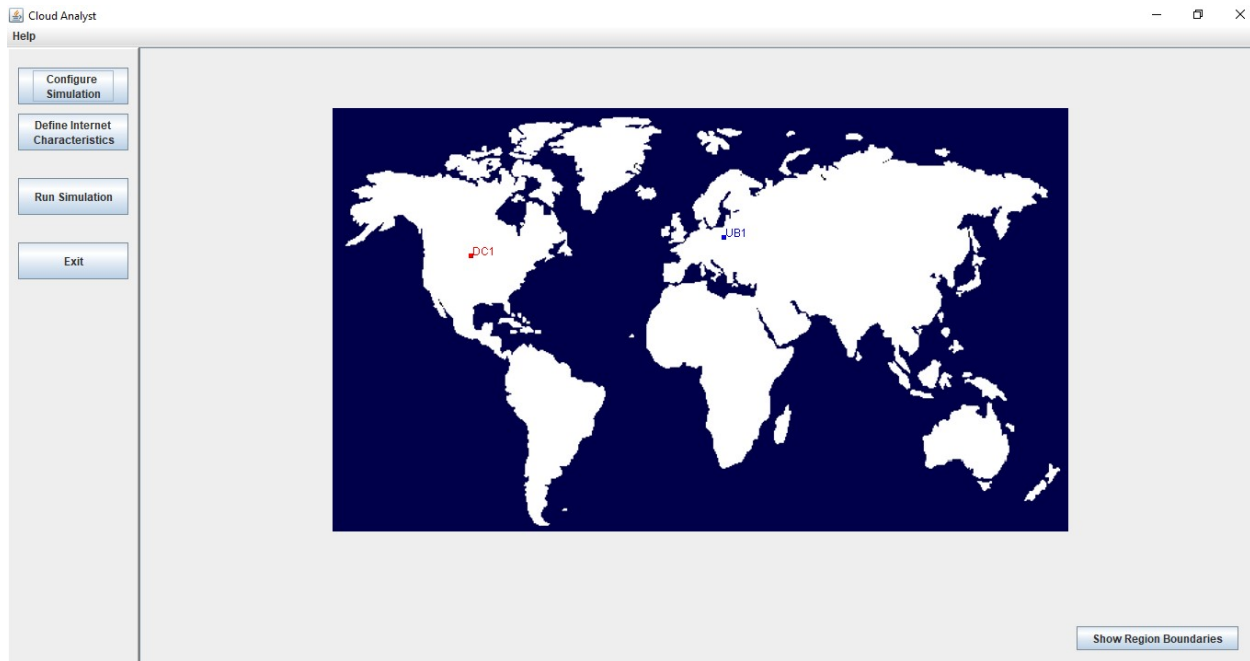 Cloud Analyst
Help
Configure
Simulation
Define Internet
Characteristics
Run Simulation
Exit
DC1
UB1
Show Region Boundaries